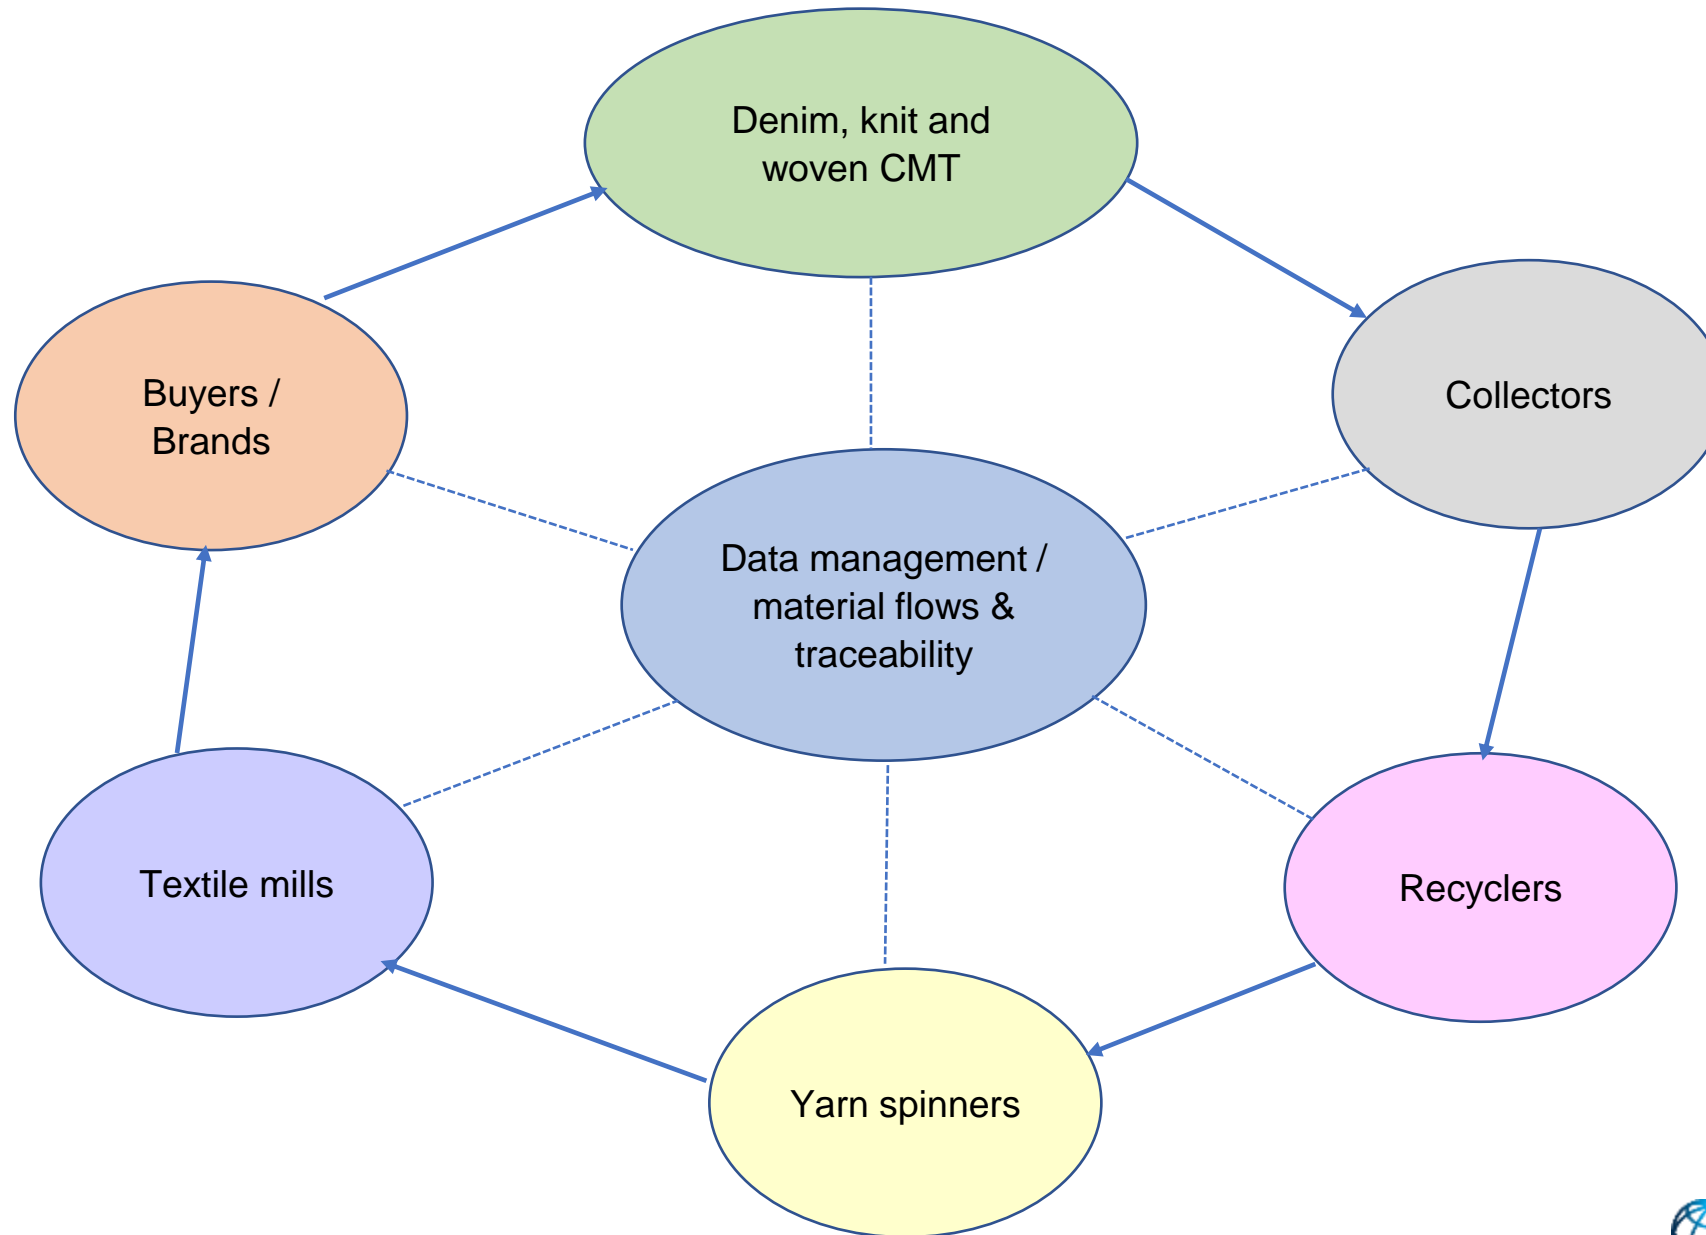 Denim, knit and
woven CMT
Buyers /
Brands
Collectors
Data management /
material flows &
traceability
Textile mills
Recyclers
Yarn spinners